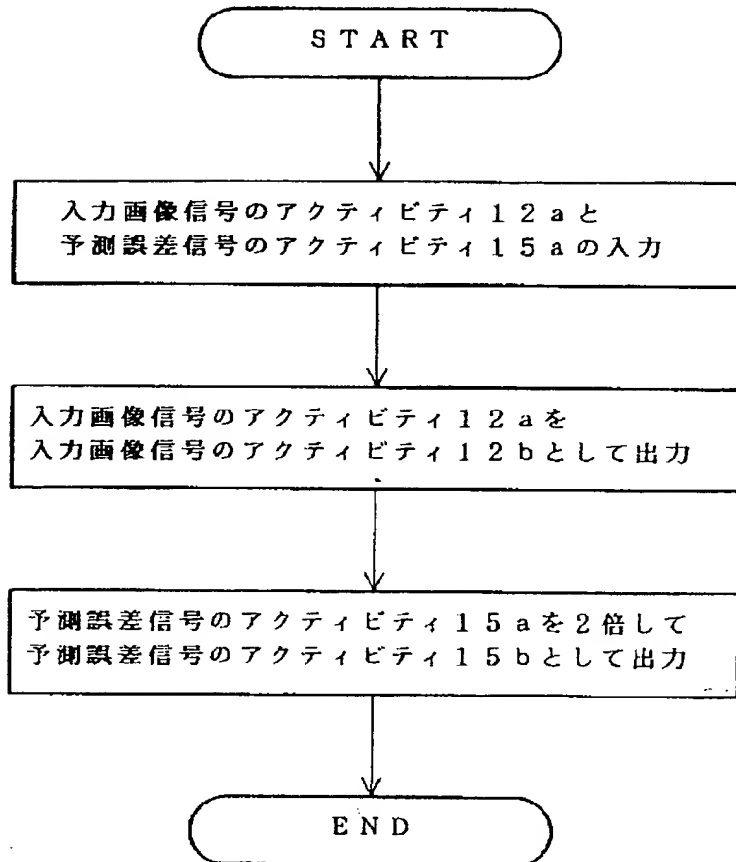 START
入力画像信号のアクティビティ12aと
予測誤差信号のアクティビティ15aの入力
入力画像信号のアクティビティ12aを
入力画像信号のアクティビティ12bとして出力
予測誤差信号のアクティビティ15aを2倍して
予測誤差信号のアクティビティ15bとして出力
END